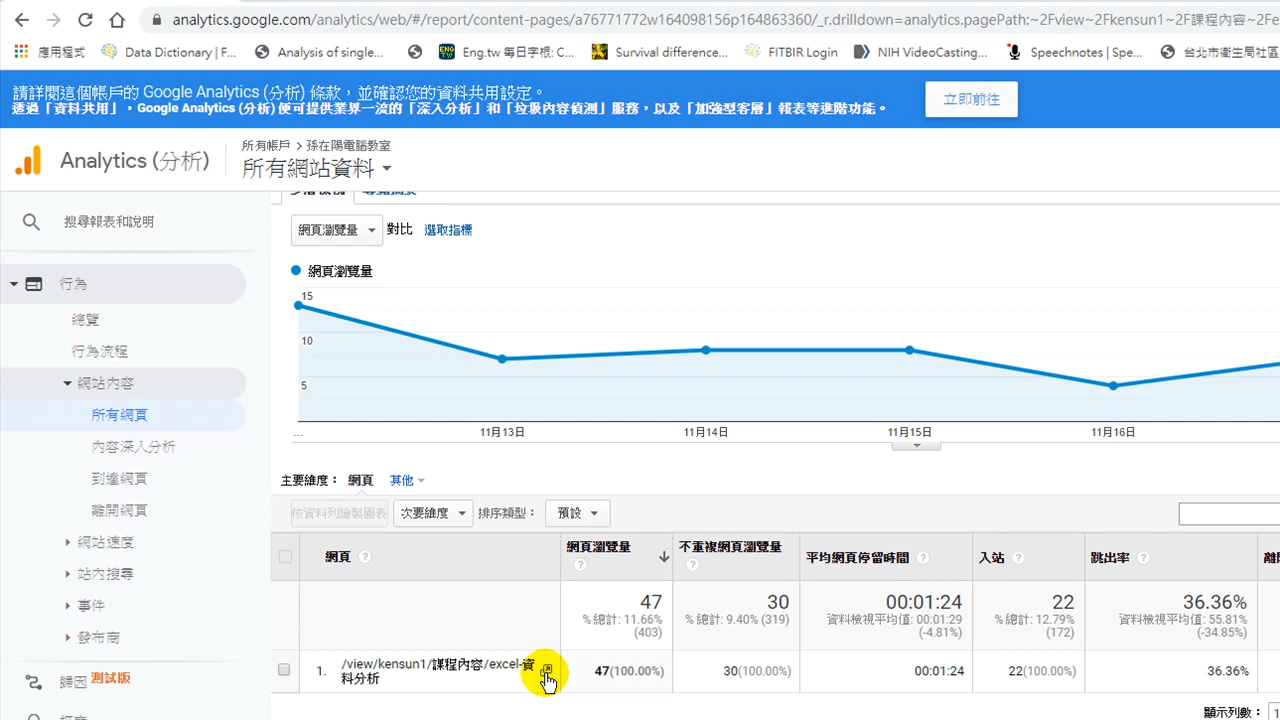 analytics.google.com/analytics/web/#/report/content-pages/a76771772w164098156p164863360/_r.drilldown=analytics.pagePath:~2Fview~2Fkensun1~2F課程內容~2Fe
應用程式 Data Dictionary | F... Analysis of single... Eng.tw 每日字根: C... Survival difference... FITBIR Login NIH VideoCasting... Speechnotes | Spe... 台北市衛生局社區
請詳閱這個帳戶的 Google Analytics (分析) 條款，並確認您的資料共用設定。
透過「資料共用」，Google Analytics (分析) 便可提供業界一流的「深入分析」和「垃圾內容偵測」服務，以及「加強型客層」報表等進階功能。
立即前往
所有帳戶 > 孫在陽電腦教室
Analytics (分析)
所有網站資料
搜尋報表和說明
網頁瀏覽量 對比 選取指標
網頁瀏覽量
行為
15
總覽
10
行為流程
網站內容
5
所有網頁
... 11月13日 11月14日 11月15日 11月16日
內容深入分析
到達網頁
主要維度： 網頁 其他
離開網頁
依資料列繪製圖表 次要維度 排序類型： 預設
網站速度
網頁 網頁瀏覽量 不重複網頁瀏覽量 平均網頁停留時間 入站 跳出率
站內搜尋
事件
47 30 00:01:24 22 36.36%
% 總計: 11.66% (403) % 總計: 9.40% (319) 資料檢視平均值: 00:01:29 (-4.81%) % 總計: 12.79% (172) 資料檢視平均值: 55.81% (-34.85%)
發布商
1. /view/kensun1/課程內容/excel-資料分析 47(100.00%) 30(100.00%) 00:01:24 22(100.00%) 36.36%
歸因 測試版
顯示列數： 1